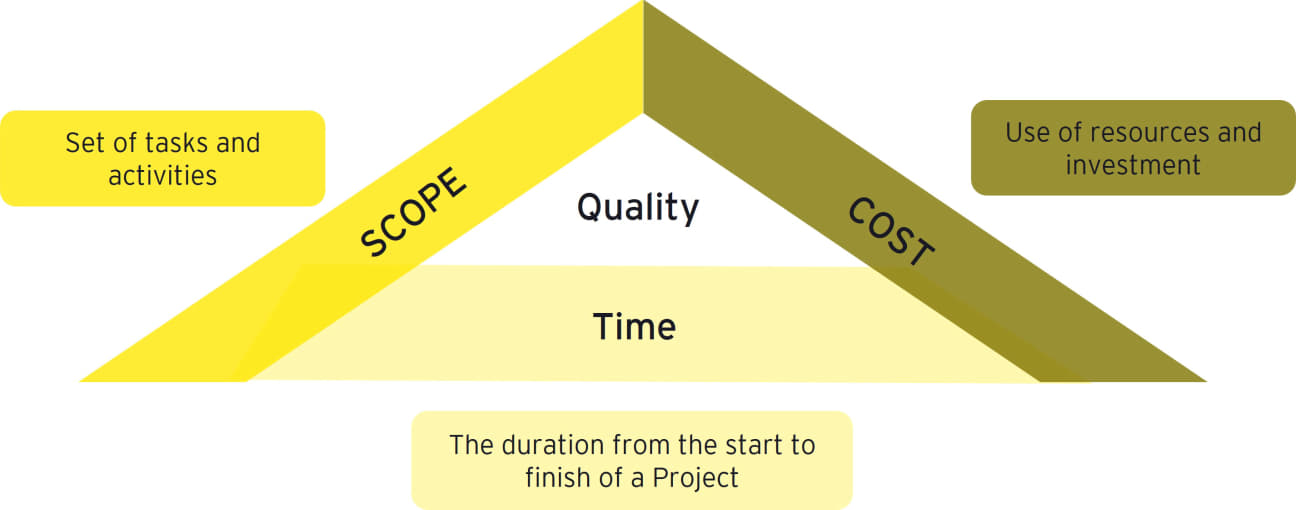 Set of tasks and
activities
SCOPE
Quality
COST
Use of resources and
investment
Time
The duration from the start to
finish of a Project